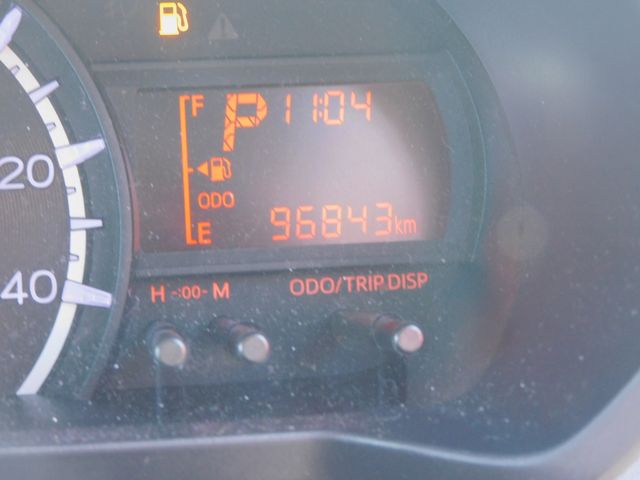 F P 11:04
ODO
E 96843km
H -:00- M ODO/TRIP DISP
20
40